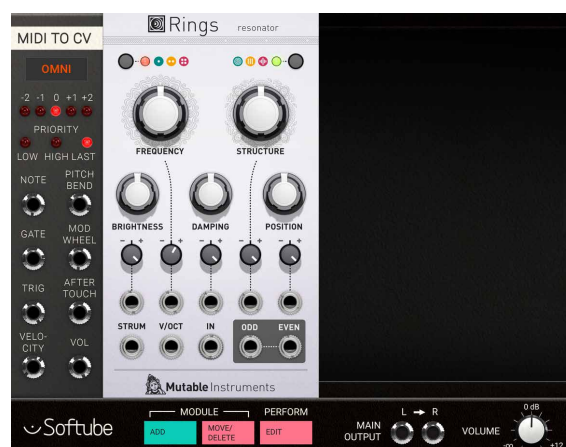 Rings resonator
MIDI TO CV
OMNI
-2 -1 0 +1 +2
PRIORITY
LOW HIGH LAST
NOTE PITCH BEND
GATE MOD WHEEL
TRIG AFTER TOUCH
VELO-CITY VOL
FREQUENCY STRUCTURE
BRIGHTNESS DAMPING POSITION
- + - + - + - + - +
STRUM V/OCT IN ODD EVEN
Mutable Instruments
Softube
MODULE PERFORM
ADD MOVE/DELETE EDIT
MAIN OUTPUT
L → R
VOLUME
0 dB
-∞ +12